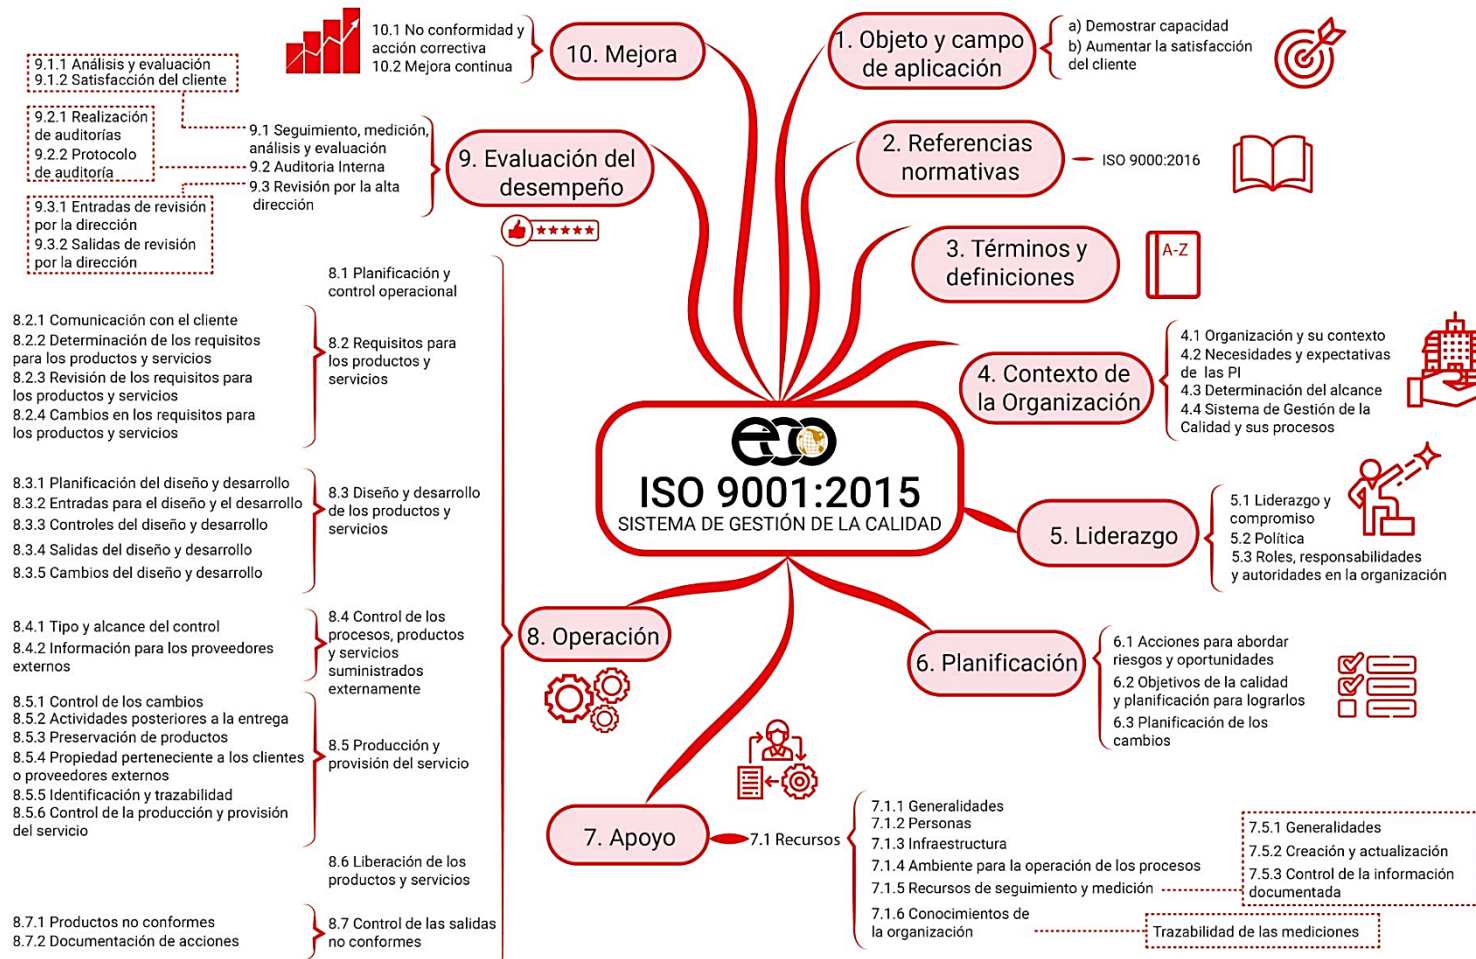 eco
ISO 9001:2015
SISTEMA DE GESTIÓN DE LA CALIDAD
1. Objeto y campo
de aplicación
a) Demostrar capacidad
b) Aumentar la satisfacción
del cliente
2. Referencias
normativas
ISO 9000:2016
3. Términos y
definiciones
A-Z
4. Contexto de
la Organización
4.1 Organización y su contexto
4.2 Necesidades y expectativas
de las PI
4.3 Determinación del alcance
4.4 Sistema de Gestión de la
Calidad y sus procesos
5. Liderazgo
5.1 Liderazgo y
compromiso
5.2 Política
5.3 Roles, responsabilidades
y autoridades en la organización
6. Planificación
6.1 Acciones para abordar
riesgos y oportunidades
6.2 Objetivos de la calidad
y planificación para lograrlos
6.3 Planificación de los
cambios
7. Apoyo
7.1 Recursos
7.1.1 Generalidades
7.1.2 Personas
7.1.3 Infraestructura
7.1.4 Ambiente para la operación de los procesos
7.1.5 Recursos de seguimiento y medición
7.1.6 Conocimientos de
la organización
7.5.1 Generalidades
7.5.2 Creación y actualización
7.5.3 Control de la información
documentada
Trazabilidad de las mediciones
8. Operación
8.1 Planificación y
control operacional
8.2 Requisitos para
los productos y
servicios
8.2.1 Comunicación con el cliente
8.2.2 Determinación de los requisitos
para los productos y servicios
8.2.3 Revisión de los requisitos para
los productos y servicios
8.2.4 Cambios en los requisitos para
los productos y servicios
8.3 Diseño y desarrollo
de los productos y
servicios
8.3.1 Planificación del diseño y desarrollo
8.3.2 Entradas para el diseño y el desarrollo
8.3.3 Controles del diseño y desarrollo
8.3.4 Salidas del diseño y desarrollo
8.3.5 Cambios del diseño y desarrollo
8.4 Control de los
procesos, productos
y servicios
suministrados
externamente
8.4.1 Tipo y alcance del control
8.4.2 Información para los proveedores
externos
8.5 Producción y
provisión del servicio
8.5.1 Control de los cambios
8.5.2 Actividades posteriores a la entrega
8.5.3 Preservación de productos
8.5.4 Propiedad perteneciente a los clientes
o proveedores externos
8.5.5 Identificación y trazabilidad
8.5.6 Control de la producción y provisión
del servicio
8.6 Liberación de los
productos y servicios
8.7 Control de las salidas
no conformes
8.7.1 Productos no conformes
8.7.2 Documentación de acciones
9. Evaluación del
desempeño
9.1 Seguimiento, medición,
análisis y evaluación
9.2 Auditoria Interna
9.3 Revisión por la alta
dirección
9.1.1 Análisis y evaluación
9.1.2 Satisfacción del cliente
9.2.1 Realización
de auditorías
9.2.2 Protocolo
de auditoría
9.3.1 Entradas de revisión
por la dirección
9.3.2 Salidas de revisión
por la dirección
10. Mejora
10.1 No conformidad y
acción correctiva
10.2 Mejora continua